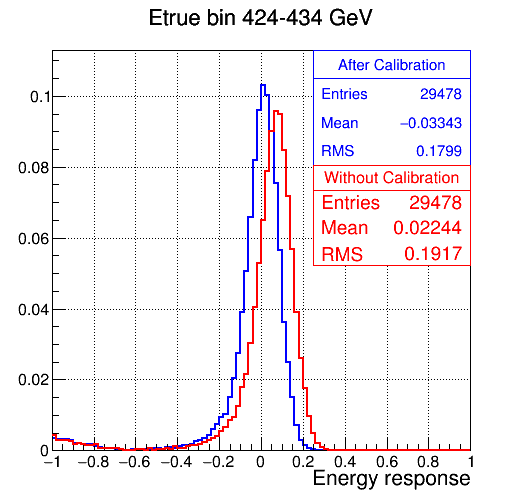 Etrue bin 424-434 GeV
After Calibration
Entries 29478
Mean −0.03343
RMS 0.1799
Without Calibration
Entries 29478
Mean 0.02244
RMS 0.1917
0.1
0.08
0.06
0.04
0.02
0
−1 −0.8 −0.6 −0.4 −0.2 0 0.2 0.4 0.6 0.8 1
Energy response